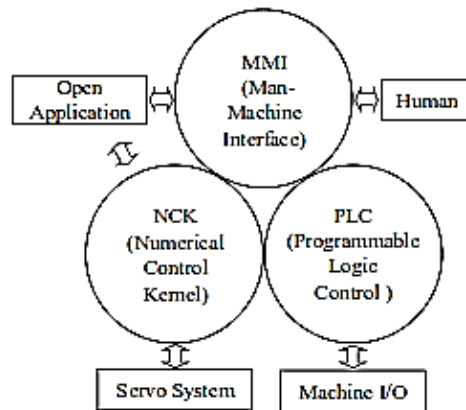 MMI
(Man-
Machine
Interface)
Open
Application
Human
NCK
(Numerical
Control
Kernel)
PLC
(Programmable
Logic
Control )
Servo System
Machine I/O